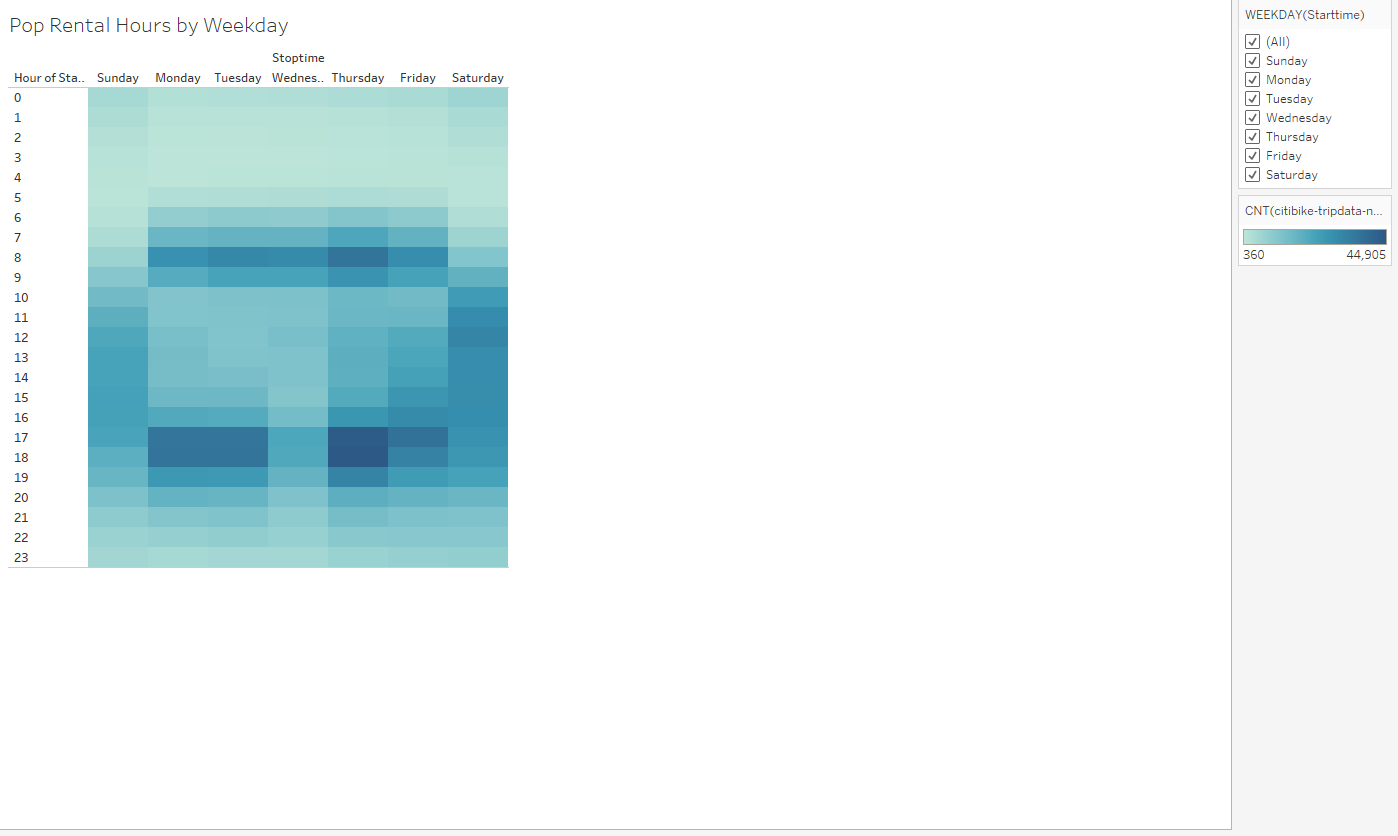 Pop Rental Hours by Weekday
Stoptime
Hour of Sta.. Sunday Monday Tuesday Wednes.. Thursday Friday Saturday
0
1
2
3
4
5
6
7
8
9
10
11
12
13
14
15
16
17
18
19
20
21
22
23
WEEKDAY(Starttime)
(All)
Sunday
Monday
Tuesday
Wednesday
Thursday
Friday
Saturday
CNT(citibike-tripdata-n...
360 44,905